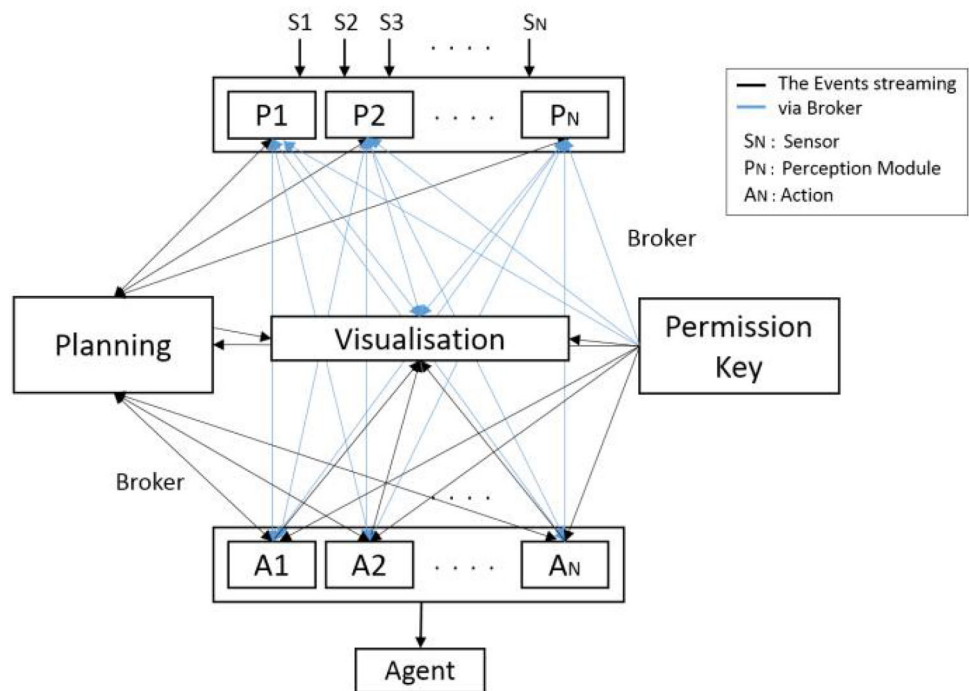 S1 S2 S3 . . . . SN
P1 P2 . . . . PN
The Events streaming
via Broker
SN : Sensor
PN : Perception Module
AN : Action
Broker
Planning
Visualisation
Permission
Key
Broker
. . . .
A1 A2 . . . . AN
Agent